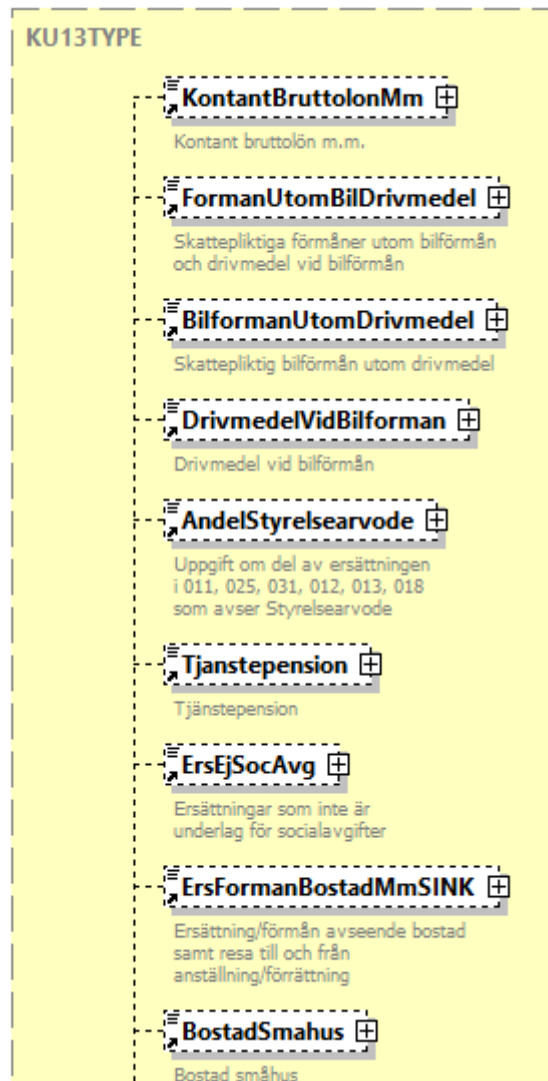 KU13TYPE
KontantBruttolonMm
Kontant bruttolön m.m.
FormanUtomBilDrivmedel
Skattepliktiga förmåner utom bilförmån
och drivmedel vid bilförmån
BilformanUtomDrivmedel
Skattepliktig bilförmån utom drivmedel
DrivmedelVidBilforman
Drivmedel vid bilförmån
AndelStyrelsearvode
Uppgift om del av ersättningen
i 011, 025, 031, 012, 013, 018
som avser Styrelsearvode
Tjanstepension
Tjänstepension
ErsEjSocAvg
Ersättningar som inte är
underlag för socialavgifter
ErsFormanBostadMmSINK
Ersättning/förmån avseende bostad
samt resa till och från
anställning/förrättning
BostadSmahus
Bostad småhus